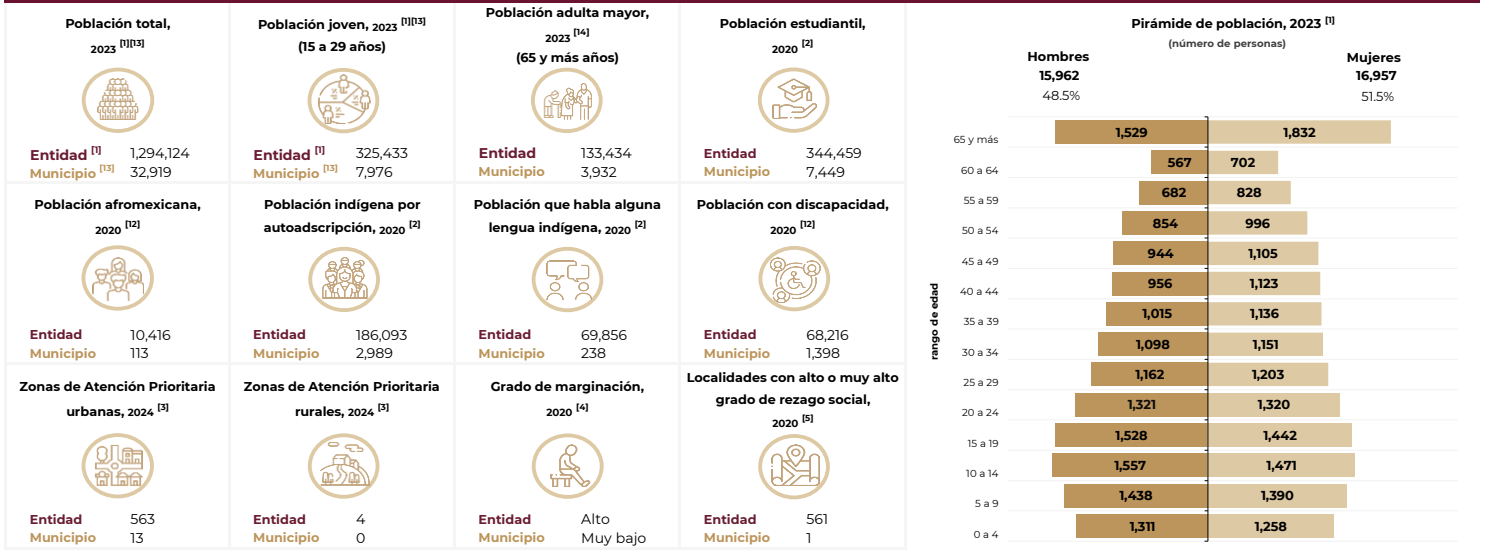 Población total,
2023 [1][13]
Entidad [1] 1,294,124
Municipio [13] 32,919
Población joven, 2023 [1][13]
(15 a 29 años)
Entidad [1] 325,433
Municipio [13] 7,976
Población adulta mayor,
2023 [14]
(65 y más años)
Entidad 133,434
Municipio 3,932
Población estudiantil,
2020 [2]
Entidad 344,459
Municipio 7,449
Población afromexicana,
2020 [12]
Entidad 10,416
Municipio 113
Población indígena por
autoadscripción, 2020 [2]
Entidad 186,093
Municipio 2,989
Población que habla alguna
lengua indígena, 2020 [2]
Entidad 69,856
Municipio 238
Población con discapacidad,
2020 [12]
Entidad 68,216
Municipio 1,398
Zonas de Atención Prioritaria
urbanas, 2024 [3]
Entidad 563
Municipio 13
Zonas de Atención Prioritaria
rurales, 2024 [3]
Entidad 4
Municipio 0
Grado de marginación,
2020 [4]
Entidad Alto
Municipio Muy bajo
Localidades con alto o muy alto
grado de rezago social,
2020 [5]
Entidad 561
Municipio 1
Pirámide de población, 2023 [1]
(número de personas)
Hombres Mujeres
15,962 16,957
48.5% 51.5%
rango de edad
65 y más 1,529 1,832
60 a 64 567 702
55 a 59 682 828
50 a 54 854 996
45 a 49 944 1,105
40 a 44 956 1,123
35 a 39 1,015 1,136
30 a 34 1,098 1,151
25 a 29 1,162 1,203
20 a 24 1,321 1,320
15 a 19 1,528 1,442
10 a 14 1,557 1,471
5 a 9 1,438 1,390
0 a 4 1,311 1,258